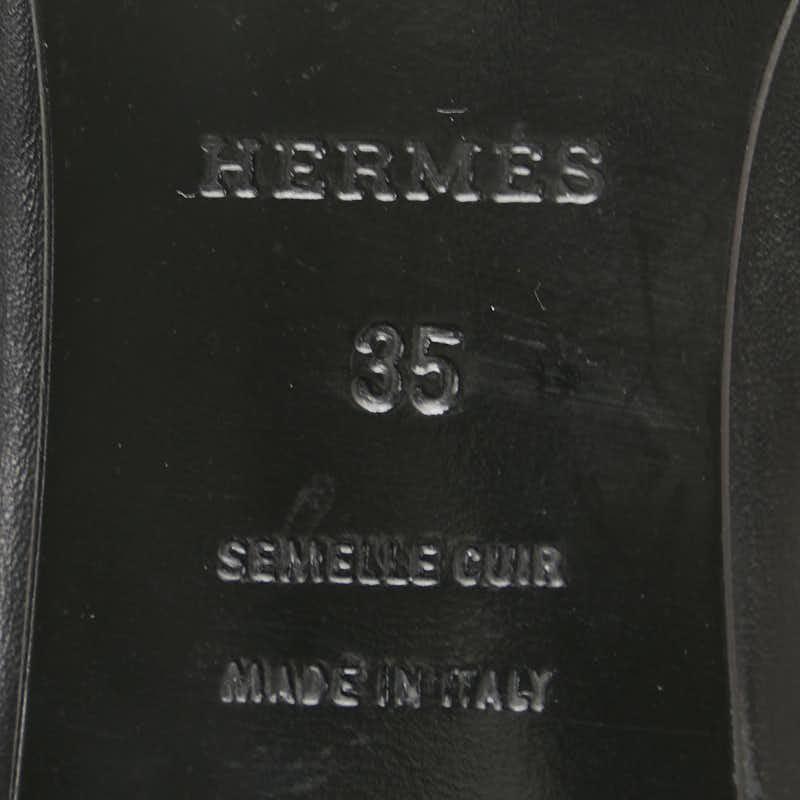 HERMÈS
35
SEMELLE CUIR
MADE IN ITALY